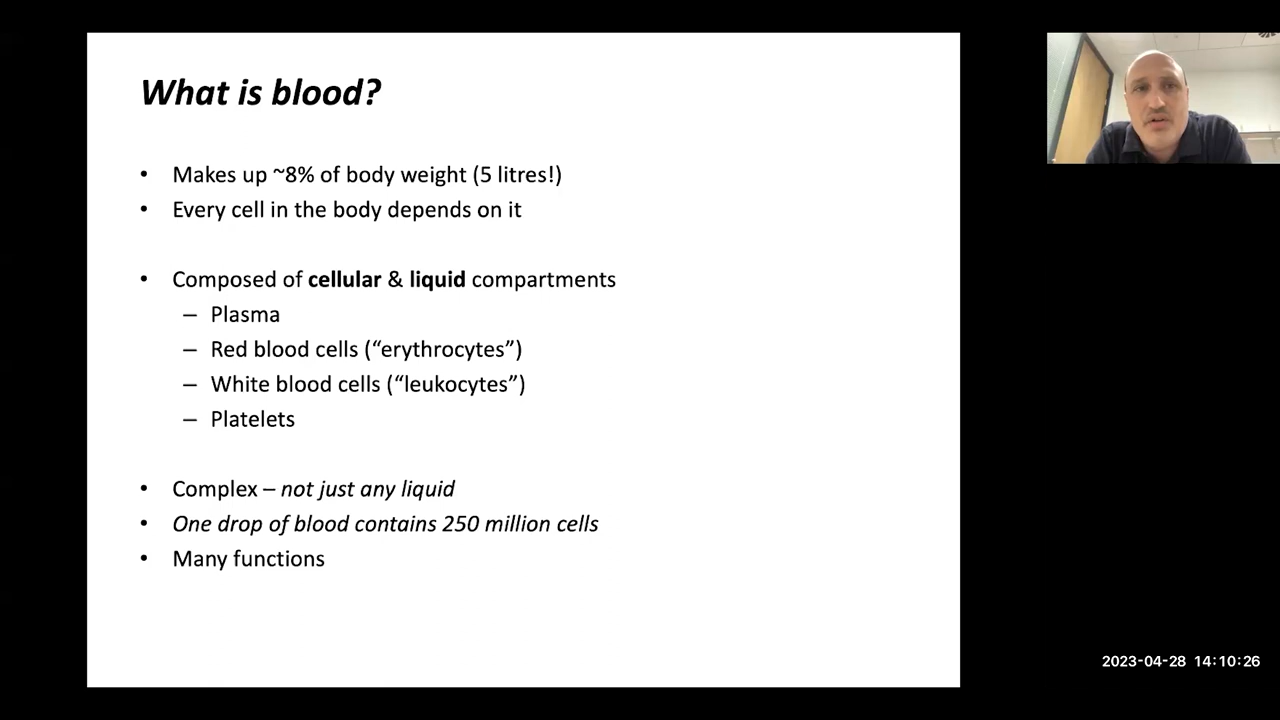 What is blood?
• Makes up ~8% of body weight (5 litres!)
• Every cell in the body depends on it
• Composed of cellular & liquid compartments
– Plasma
– Red blood cells (“erythrocytes”)
– White blood cells (“leukocytes”)
– Platelets
• Complex – not just any liquid
• One drop of blood contains 250 million cells
• Many functions
2023-04-28 14:10:26